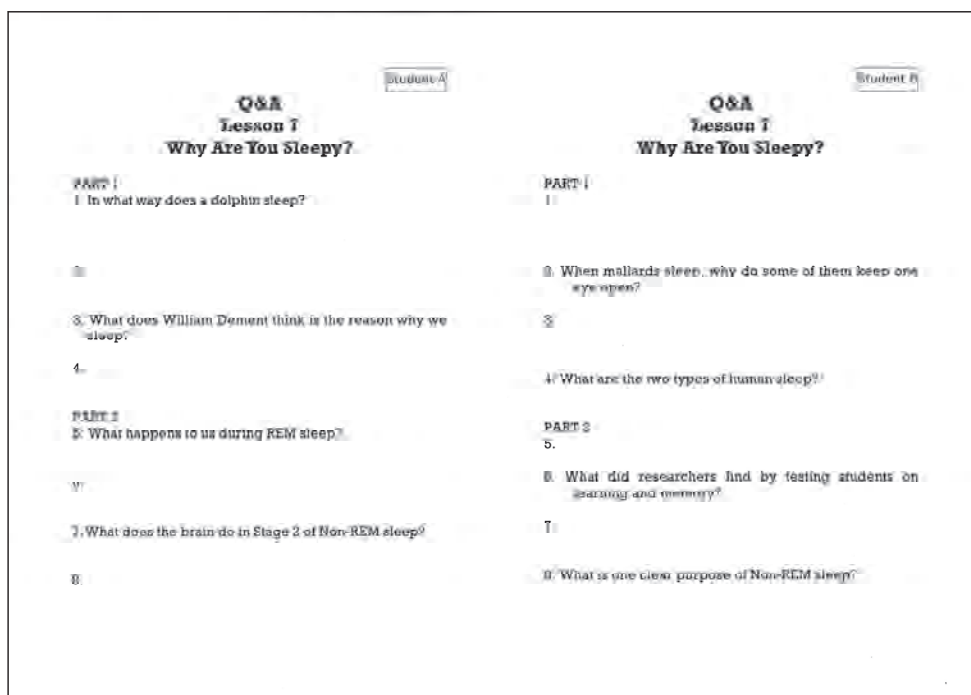 Student A
Q&A
Lesson 7
Why Are You Sleepy?
PART 1
1. In what way does a dolphin sleep?
2.
3. What does William Dement think is the reason why we
sleep?
4.
PART 2
5. What happens to us during REM sleep?
6.
7. What does the brain do in Stage 2 of Non-REM sleep?
8.
Student B
Q&A
Lesson 7
Why Are You Sleepy?
PART 1
1.
2. When mallards sleep, why do some of them keep one
eye open?
3.
4. What are the two types of human sleep?
PART 2
5.
6. What did researchers find by testing students on
learning and memory?
7.
8. What is one clear purpose of Non-REM sleep?